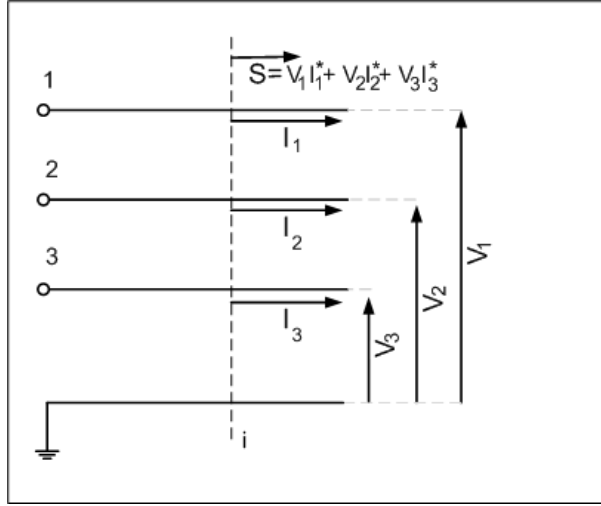 S=V₁I₁*+ V₂I₂*+ V₃I₃*
1
I₁
2
I₂
3
I₃
V₃
V₂
V₁
i